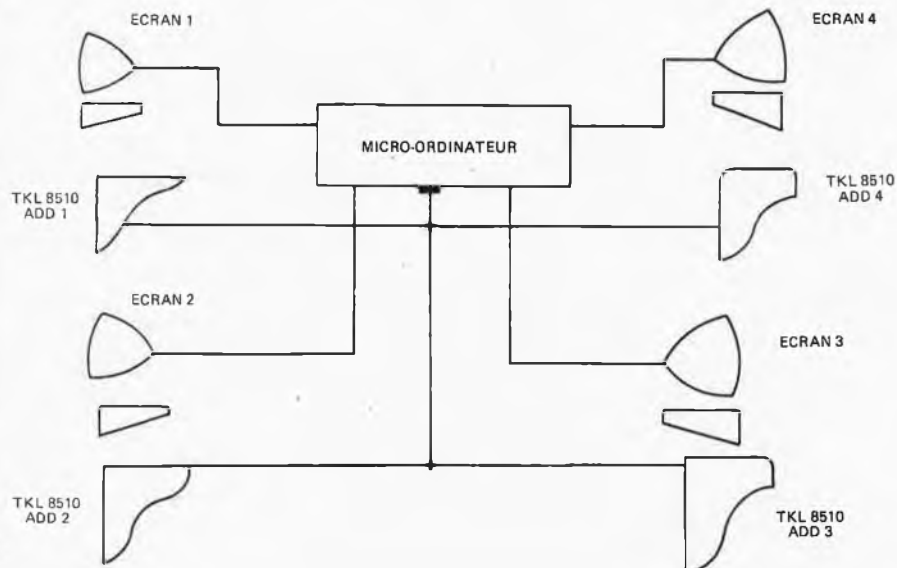 ECRAN 1
ECRAN 4
MICRO-ORDINATEUR
TKL 8510
ADD 1
TKL 8510
ADD 4
ECRAN 2
ECRAN 3
TKL 8510
ADD 2
TKL 8510
ADD 3